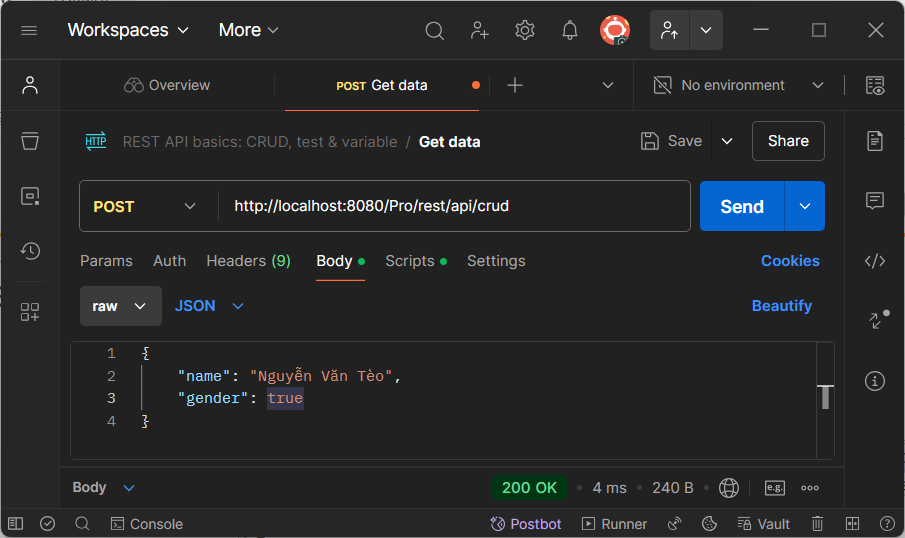 Workspaces More
Overview POST Get data No environment
HTTP REST API basics: CRUD, test & variable / Get data Save Share
POST http://localhost:8080/Pro/rest/api/crud Send
Params Auth Headers (9) Body Scripts Settings Cookies
raw JSON Beautify
1 {
2 "name": "Nguyễn Văn Tèo",
3 "gender": true
4 }
Body 200 OK 4 ms 240 B e.g.
Console Postbot Runner Vault